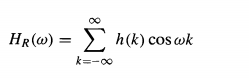 H_R(ω) = ∑_{k=-∞}^{∞} h(k) cos ωk